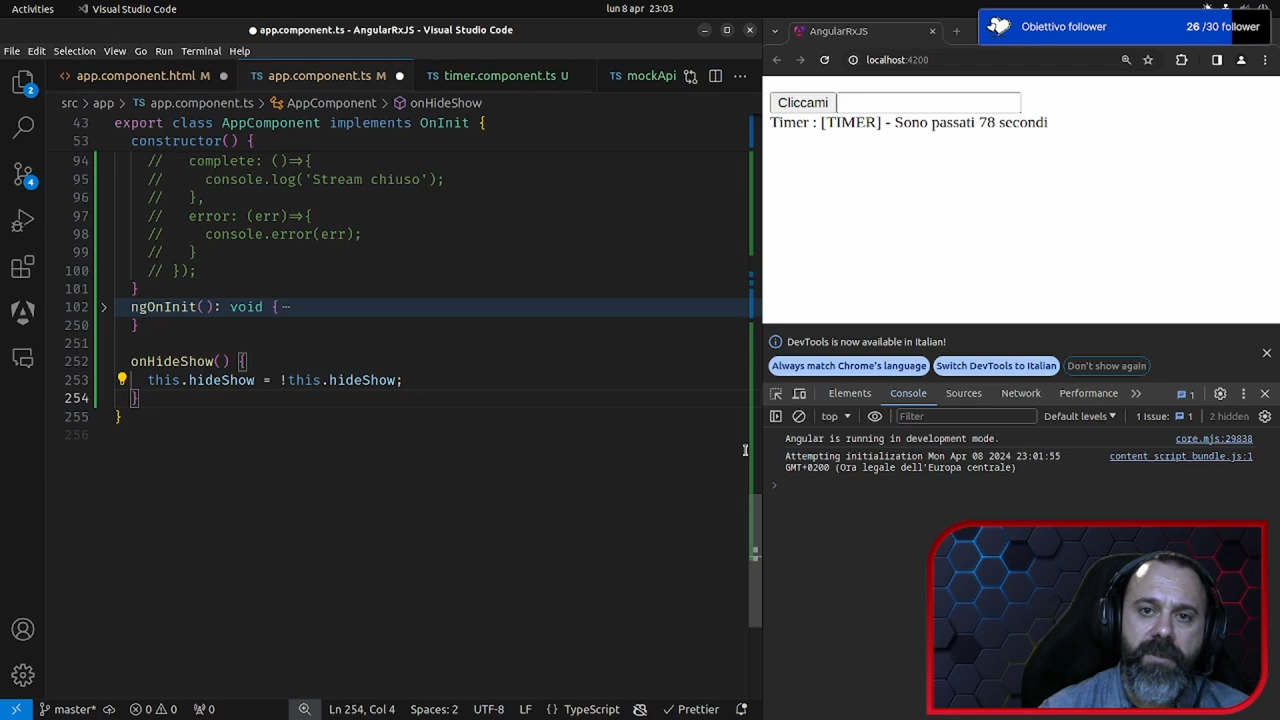 Activities
Visual Studio Code
lun 8 apr 23:03
Obiettivo follower
26 /30 follower
app.component.ts - AngularRxJS - Visual Studio Code
AngularRxJS
File Edit Selection View Go Run Terminal Help
localhost:4200
app.component.html M
TS app.component.ts M
TS timer.component.ts U
TS mockApi
src > app > TS app.component.ts > AppComponent > onHideShow
43 export class AppComponent implements OnInit {
53 constructor() {
94 // complete: ()=>{
95 // console.log('Stream chiuso');
96 // },
97 // error: (err)=>{
98 // console.error(err);
99 // }
100 // });
101 }
102 ngOnInit(): void {
250 }
251
252 onHideShow() {
253 this.hideShow = !this.hideShow;
254 }
255 }
256
2
4
Cliccami
Timer : [TIMER] - Sono passati 78 secondi
DevTools is now available in Italian!
Always match Chrome's language
Switch DevTools to Italian
Don't show again
Elements Console Sources Network Performance
1
top
Filter
Default levels
1 Issue: 1
2 hidden
Angular is running in development mode. core.mjs:29838
Attempting initialization Mon Apr 08 2024 23:01:55 content script bundle.js:1
GMT+0200 (Ora legale dell'Europa centrale)
master*
0 0
0
Ln 254, Col 4
Spaces: 2
UTF-8
LF
{ } TypeScript
Prettier